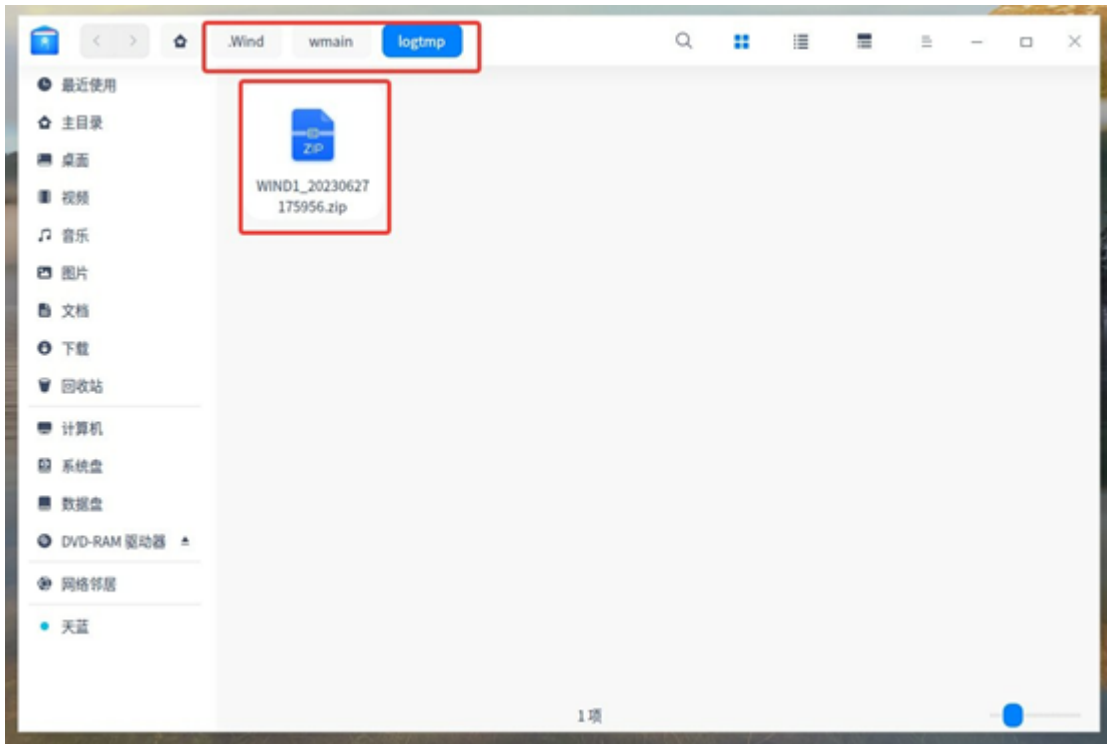 .Wind wmain logtmp
最近使用
主目录
桌面
视频
音乐
图片
文档
下载
回收站
计算机
系统盘
数据盘
DVD-RAM 驱动器
网络邻居
天蓝
ZIP
WIND1_20230627
175956.zip
1 项